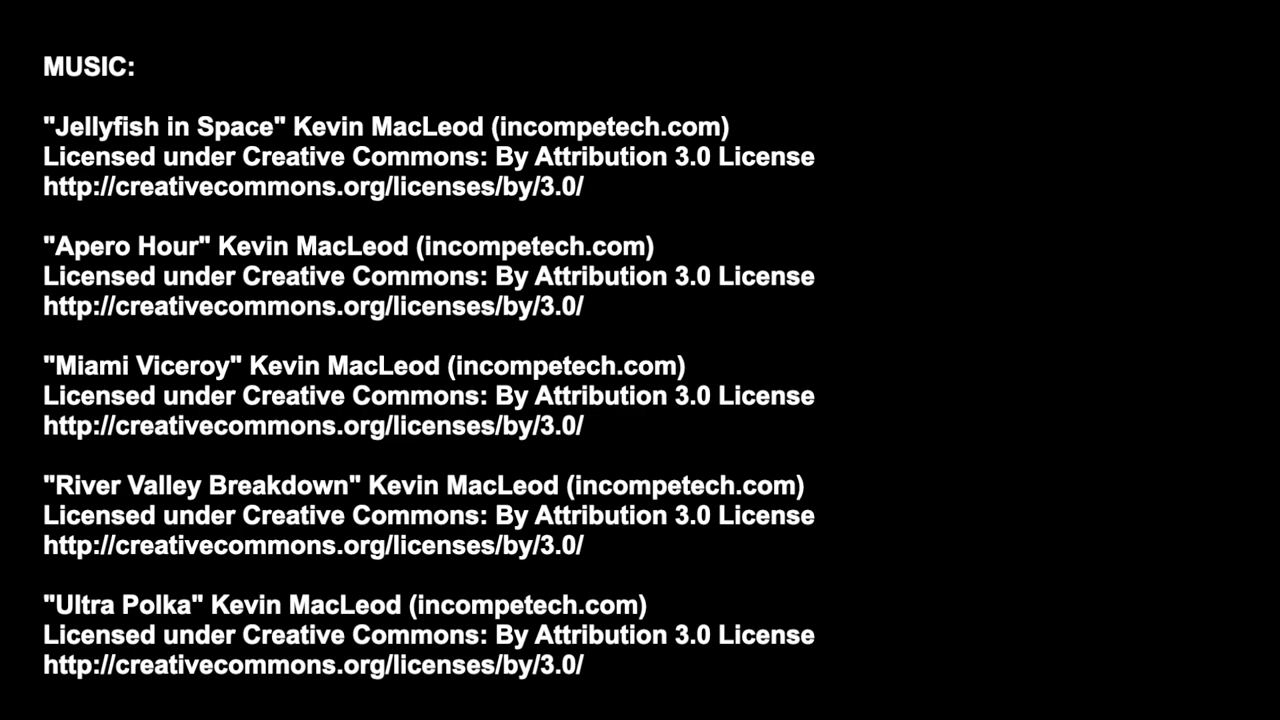 MUSIC:
"Jellyfish in Space" Kevin MacLeod (incompetech.com)
Licensed under Creative Commons: By Attribution 3.0 License
http://creativecommons.org/licenses/by/3.0/
"Apero Hour" Kevin MacLeod (incompetech.com)
Licensed under Creative Commons: By Attribution 3.0 License
http://creativecommons.org/licenses/by/3.0/
"Miami Viceroy" Kevin MacLeod (incompetech.com)
Licensed under Creative Commons: By Attribution 3.0 License
http://creativecommons.org/licenses/by/3.0/
"River Valley Breakdown" Kevin MacLeod (incompetech.com)
Licensed under Creative Commons: By Attribution 3.0 License
http://creativecommons.org/licenses/by/3.0/
"Ultra Polka" Kevin MacLeod (incompetech.com)
Licensed under Creative Commons: By Attribution 3.0 License
http://creativecommons.org/licenses/by/3.0/